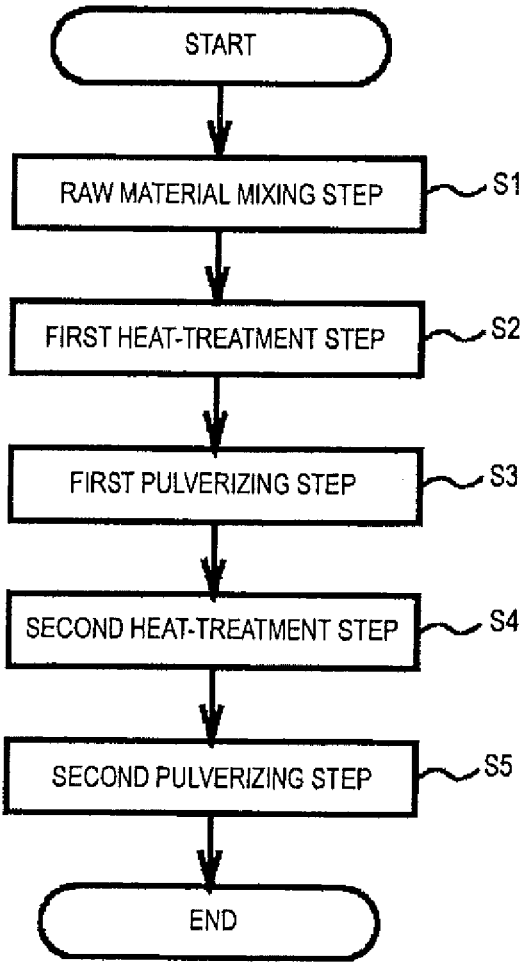 START
RAW MATERIAL MIXING STEP S1
FIRST HEAT-TREATMENT STEP S2
FIRST PULVERIZING STEP S3
SECOND HEAT-TREATMENT STEP S4
SECOND PULVERIZING STEP S5
END